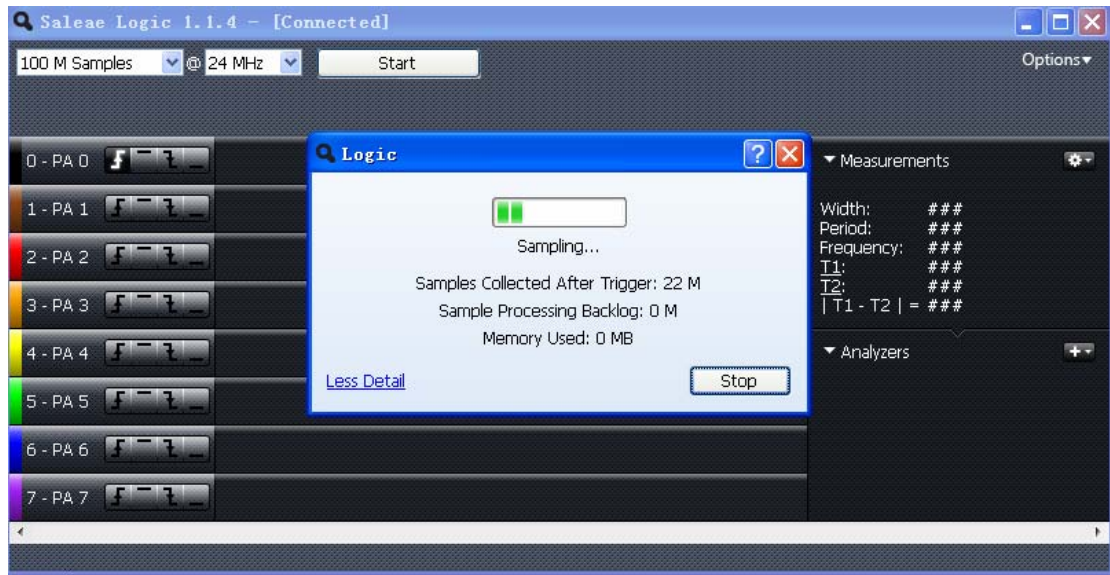 Saleae Logic 1.1.4 - [Connected]
100 M Samples @ 24 MHz Start Options▾
0 - PA 0
1 - PA 1
2 - PA 2
3 - PA 3
4 - PA 4
5 - PA 5
6 - PA 6
7 - PA 7
Logic
Sampling...
Samples Collected After Trigger: 22 M
Sample Processing Backlog: 0 M
Memory Used: 0 MB
Less Detail Stop
Measurements
Width: ###
Period: ###
Frequency: ###
T1: ###
T2: ###
| T1 - T2 | = ###
Analyzers